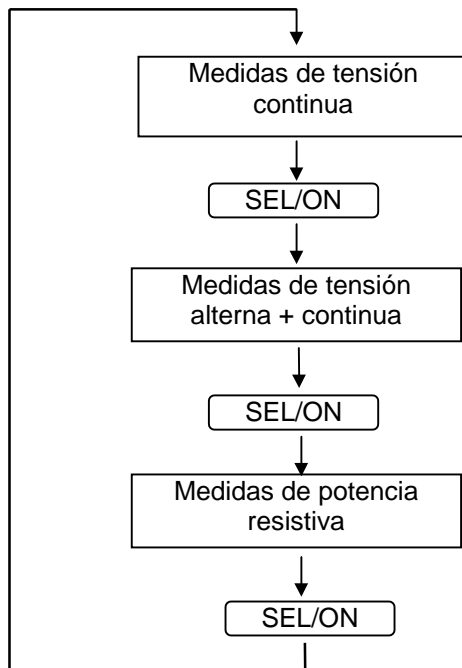 Medidas de tensión
continua
SEL/ON
Medidas de tensión
alterna + continua
SEL/ON
Medidas de potencia
resistiva
SEL/ON